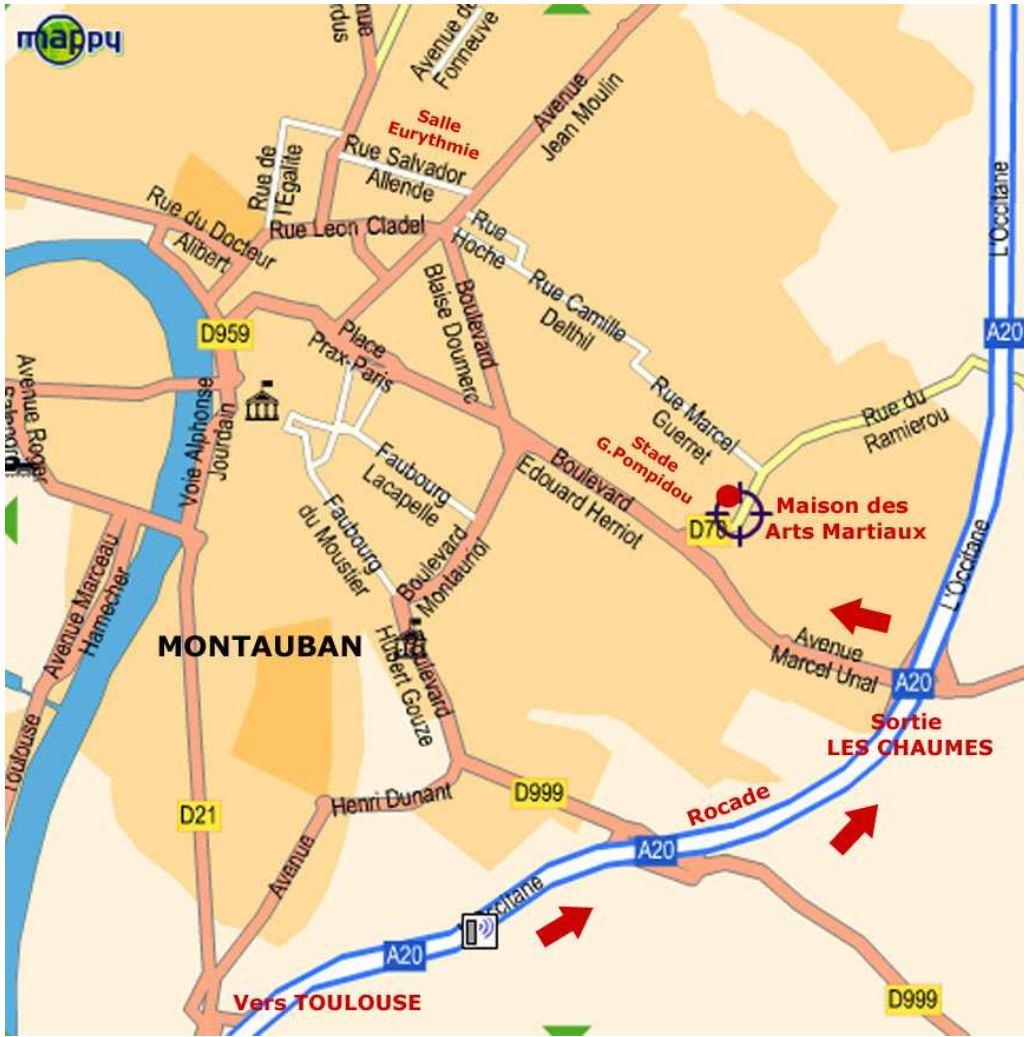 mappy
Avenue de
Fonneuve
Avenue
Jean Moulin
Salle
Eurythmie
Rue Salvador
Allende
Rue de
l'Egalite
Rue du Docteur
Alibert
Rue Leon Cladel
Rue
Hoche
Rue Camille
Delthil
L'Occitane
A20
D959
Place
Prax-Paris
Boulevard
Blaise Doumerc
Rue Marcel
Guerret
Rue du
Ramierou
Avenue Roger
Voie Alphonse
Jourdain
Faubourg
Lacapelle
Faubourg
du Moustier
Boulevard
Edouard Herriot
Stade
G.Pompidou
D70
Maison des
Arts Martiaux
Boulevard
Montauriol
L'Occitane
Avenue Marceau
Hamecher
MONTAUBAN
Boulevard
Hubert Gouze
Avenue
Marcel Unal
A20
Sortie
LES CHAUMES
Toulouse
D21
Henri Dunant
Avenue
D999
Rocade
A20
A20
D999
Vers TOULOUSE